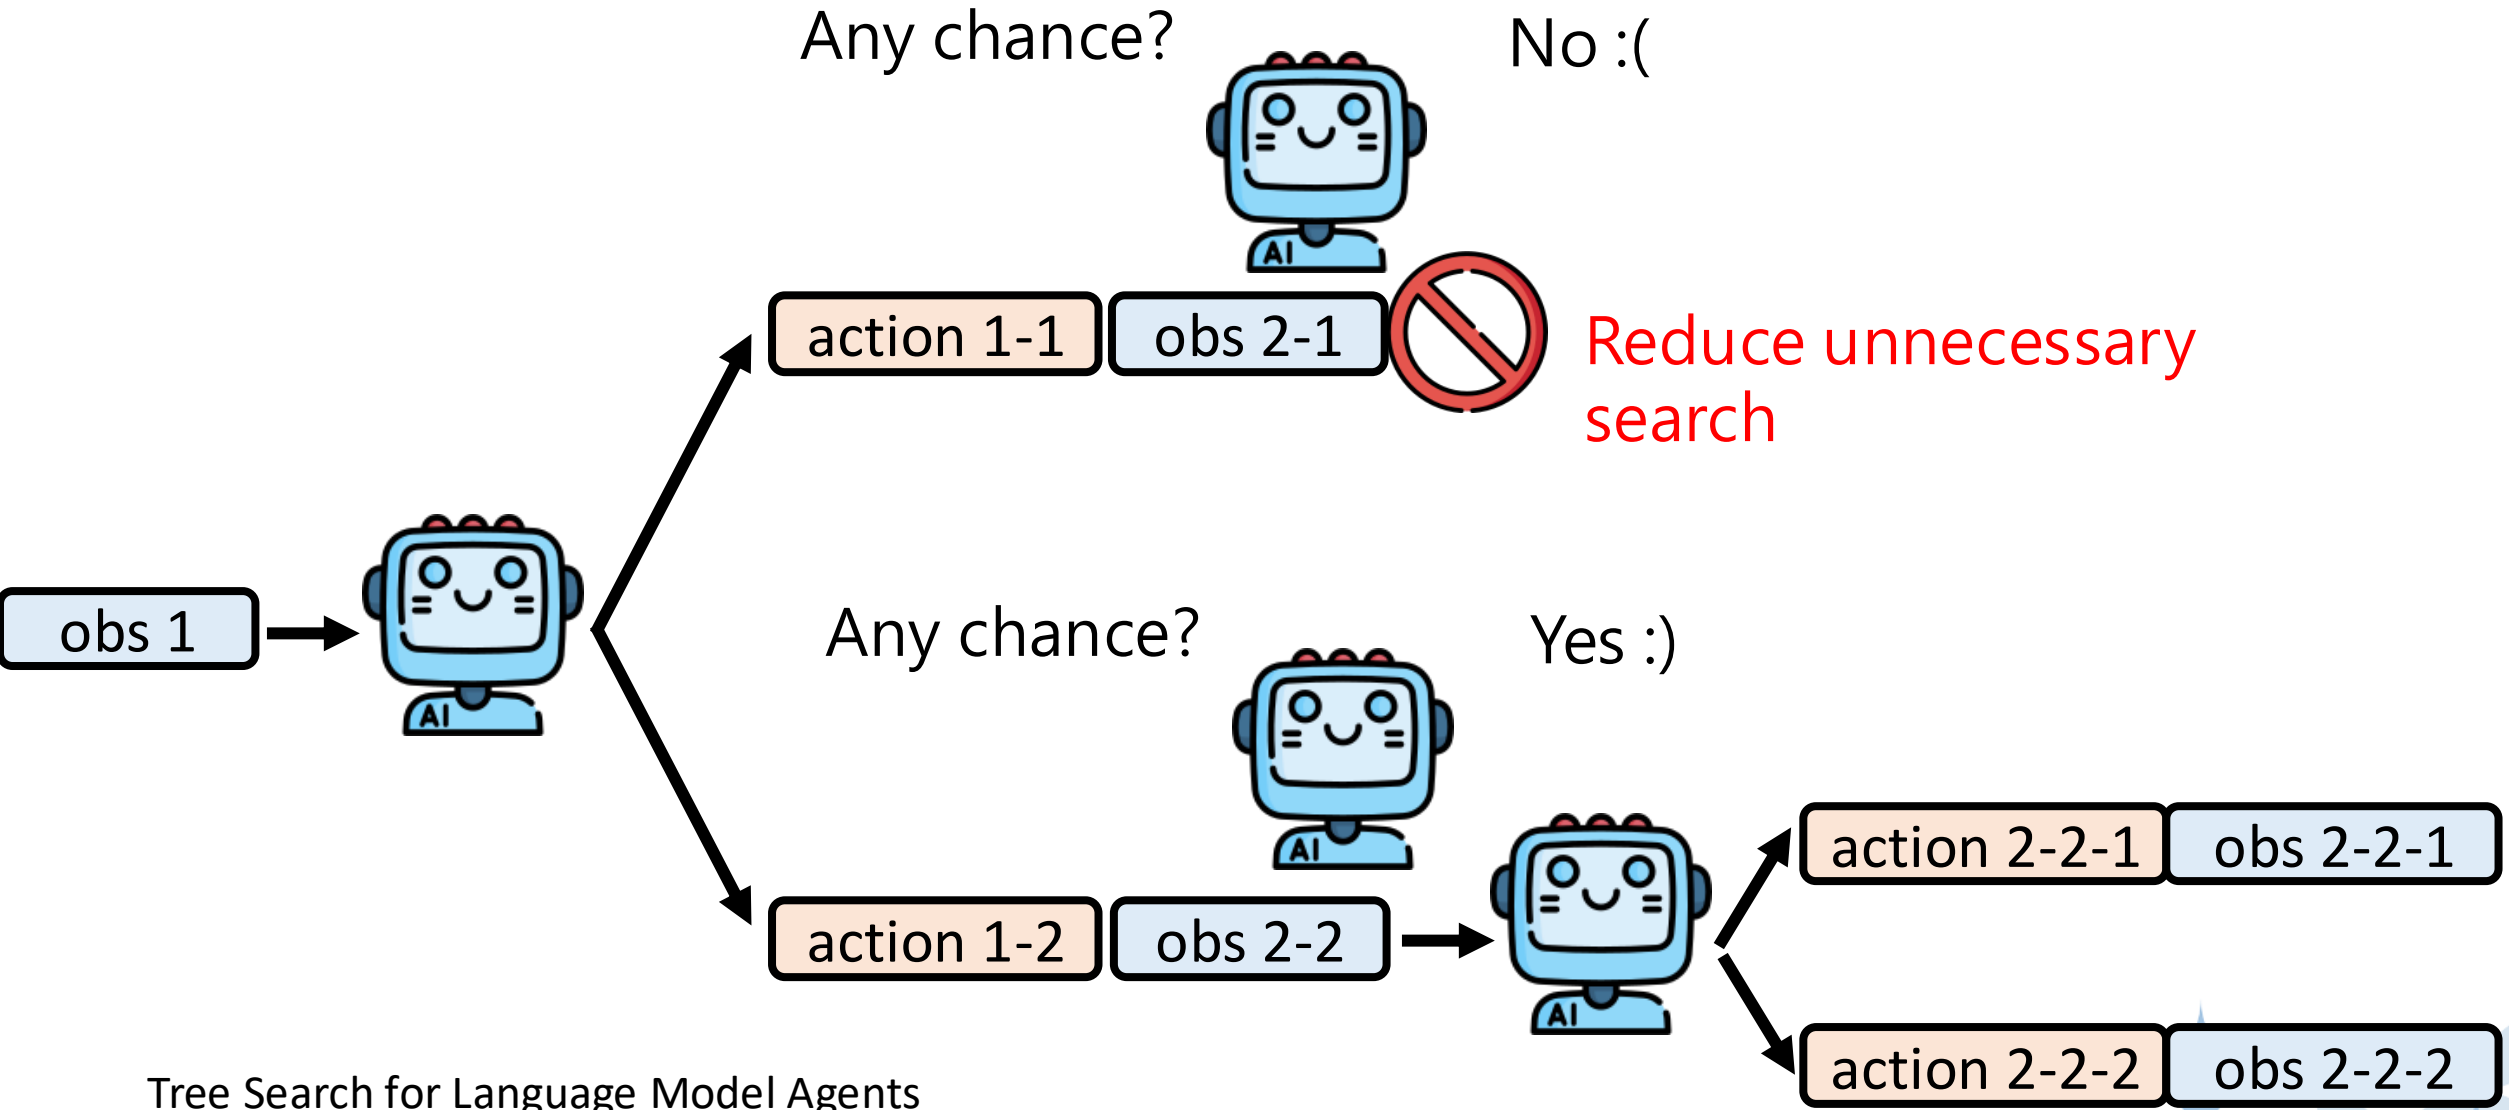 Any chance?
No :(
AI
action 1-1
obs 2-1
Reduce unnecessary
search
obs 1
AI
Any chance?
Yes :)
AI
action 1-2
obs 2-2
AI
action 2-2-1
obs 2-2-1
action 2-2-2
obs 2-2-2
Tree Search for Language Model Agents